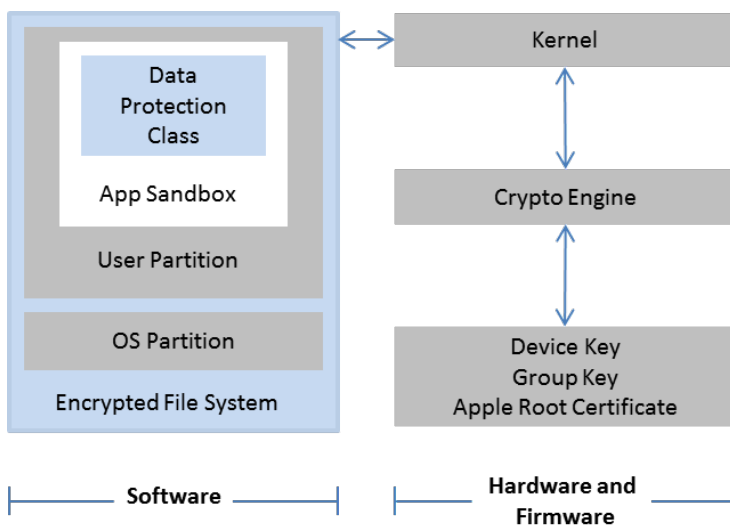 Data
Protection
Class
App Sandbox
User Partition
OS Partition
Encrypted File System
Software
Kernel
Crypto Engine
Device Key
Group Key
Apple Root Certificate
Hardware and
Firmware